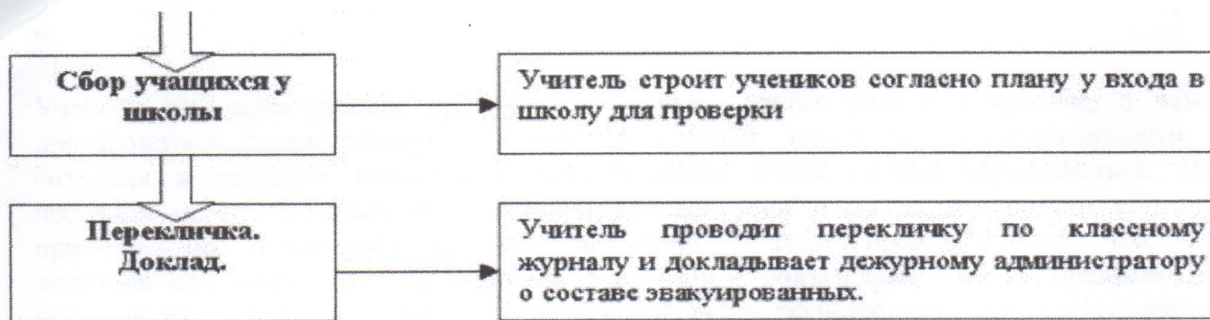 Сбор учащихся у
школы
Учитель строит учеников согласно плану у входа в
школу для проверки
Перекличка.
Доклад.
Учитель проводит перекличку по классному
журналу и докладывает дежурному администратору
о составе эвакуированных.